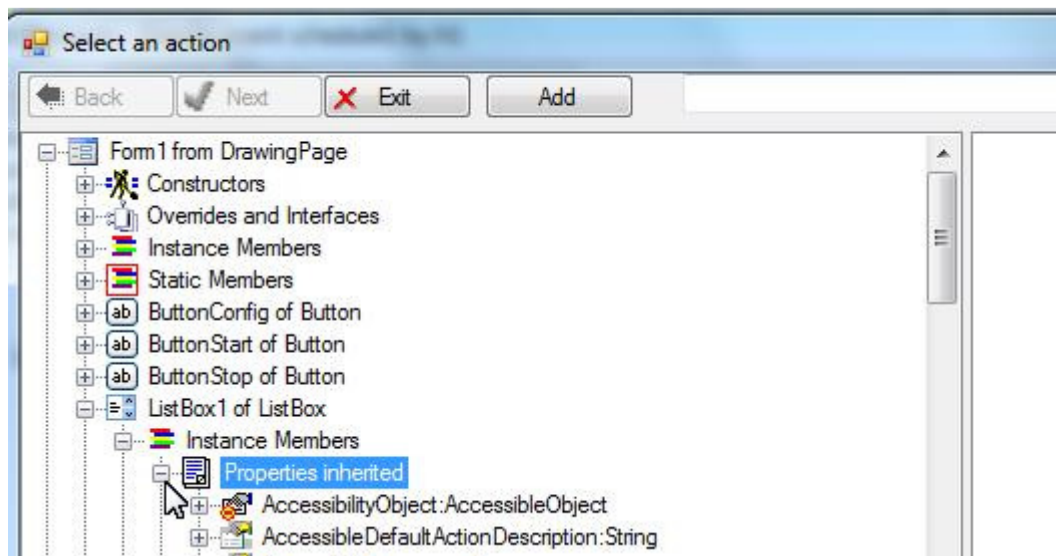 Select an action
Back Next Exit Add
Form1 from DrawingPage
Constructors
Overrides and Interfaces
Instance Members
Static Members
ab ButtonConfig of Button
ab ButtonStart of Button
ab ButtonStop of Button
ListBox1 of ListBox
Instance Members
Properties inherited
AccessibilityObject:AccessibleObject
AccessibleDefaultActionDescription:String